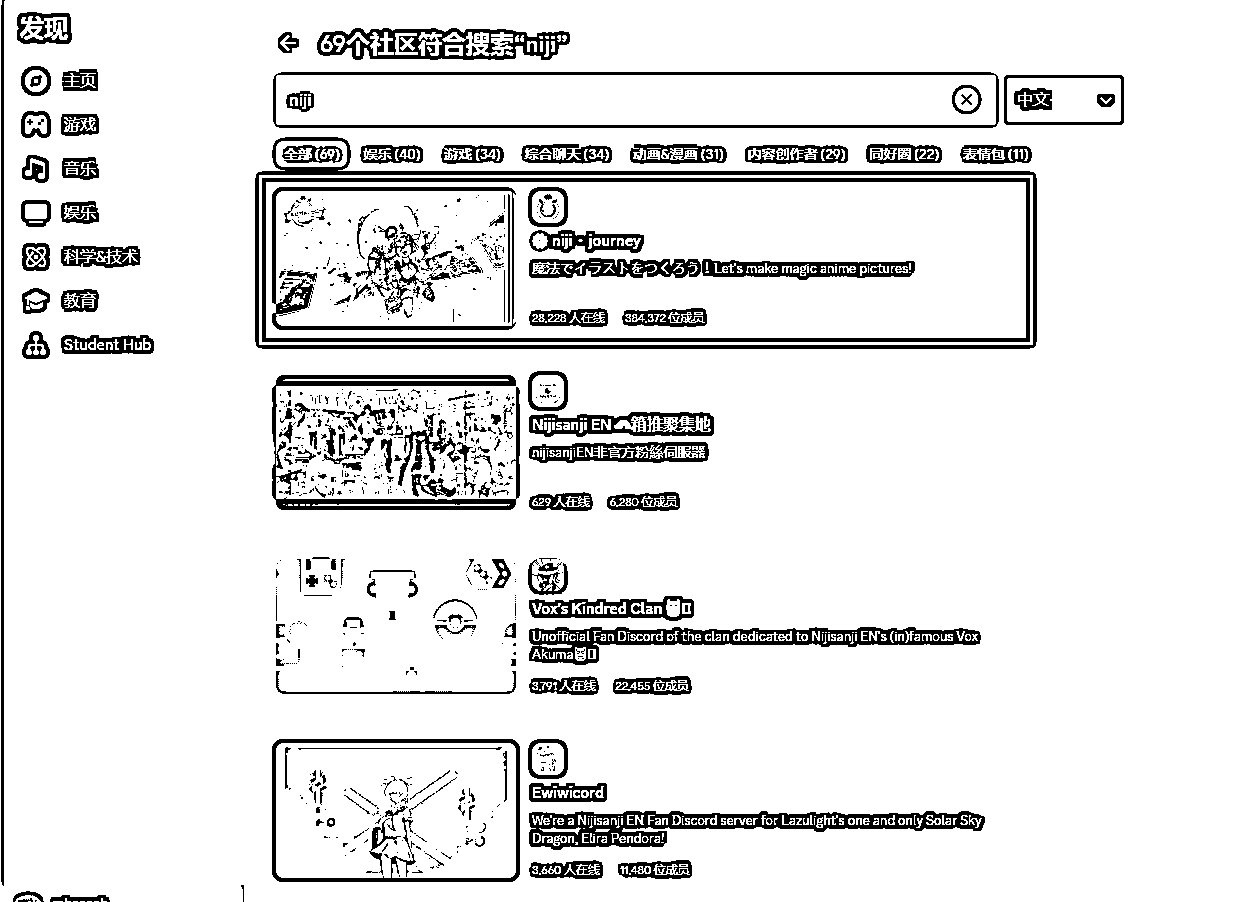 发现
主页
游戏
音乐
娱乐
科学&技术
教育
Student Hub
69个社区符合搜索“niji”
niji
中文
全部 (69) 娱乐 (40) 游戏 (34) 综合聊天 (34) 动画&漫画 (31) 内容创作者 (29) 同好圈 (22) 表情包 (11)
niji・journey
魔法でイラストをつくろう！Let's make magic anime pictures!
28,228 人在线 384,372 位成员
Nijisanji EN 箱推聚集地
nijisanjiEN非官方粉絲伺服器
629 人在线 6,280 位成员
Vox's Kindred Clan
Unofficial Fan Discord of the clan dedicated to Nijisanji EN's (in)famous Vox
Akuma
3,791 人在线 22,455 位成员
Ewiwicord
We're a Nijisanji EN Fan Discord server for Lazulight's one and only Solar Sky
Dragon, Elira Pendora!
3,660 人在线 11,480 位成员